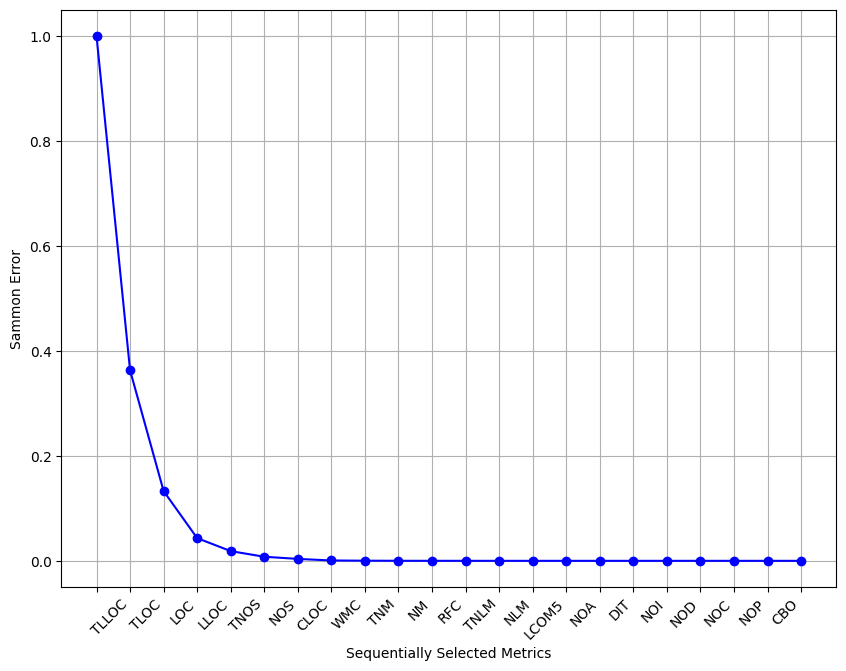 1.0
0.8
0.6
0.4
0.2
0.0
Sammon Error
TLLOC
TLOC
LOC
LLOC
TNOS
NOS
CLOC
WMC
TNM
NM
RFC
TNLM
NLM
LCOM5
NOA
DIT
NOI
NOD
NOC
NOP
CBO
Sequentially Selected Metrics